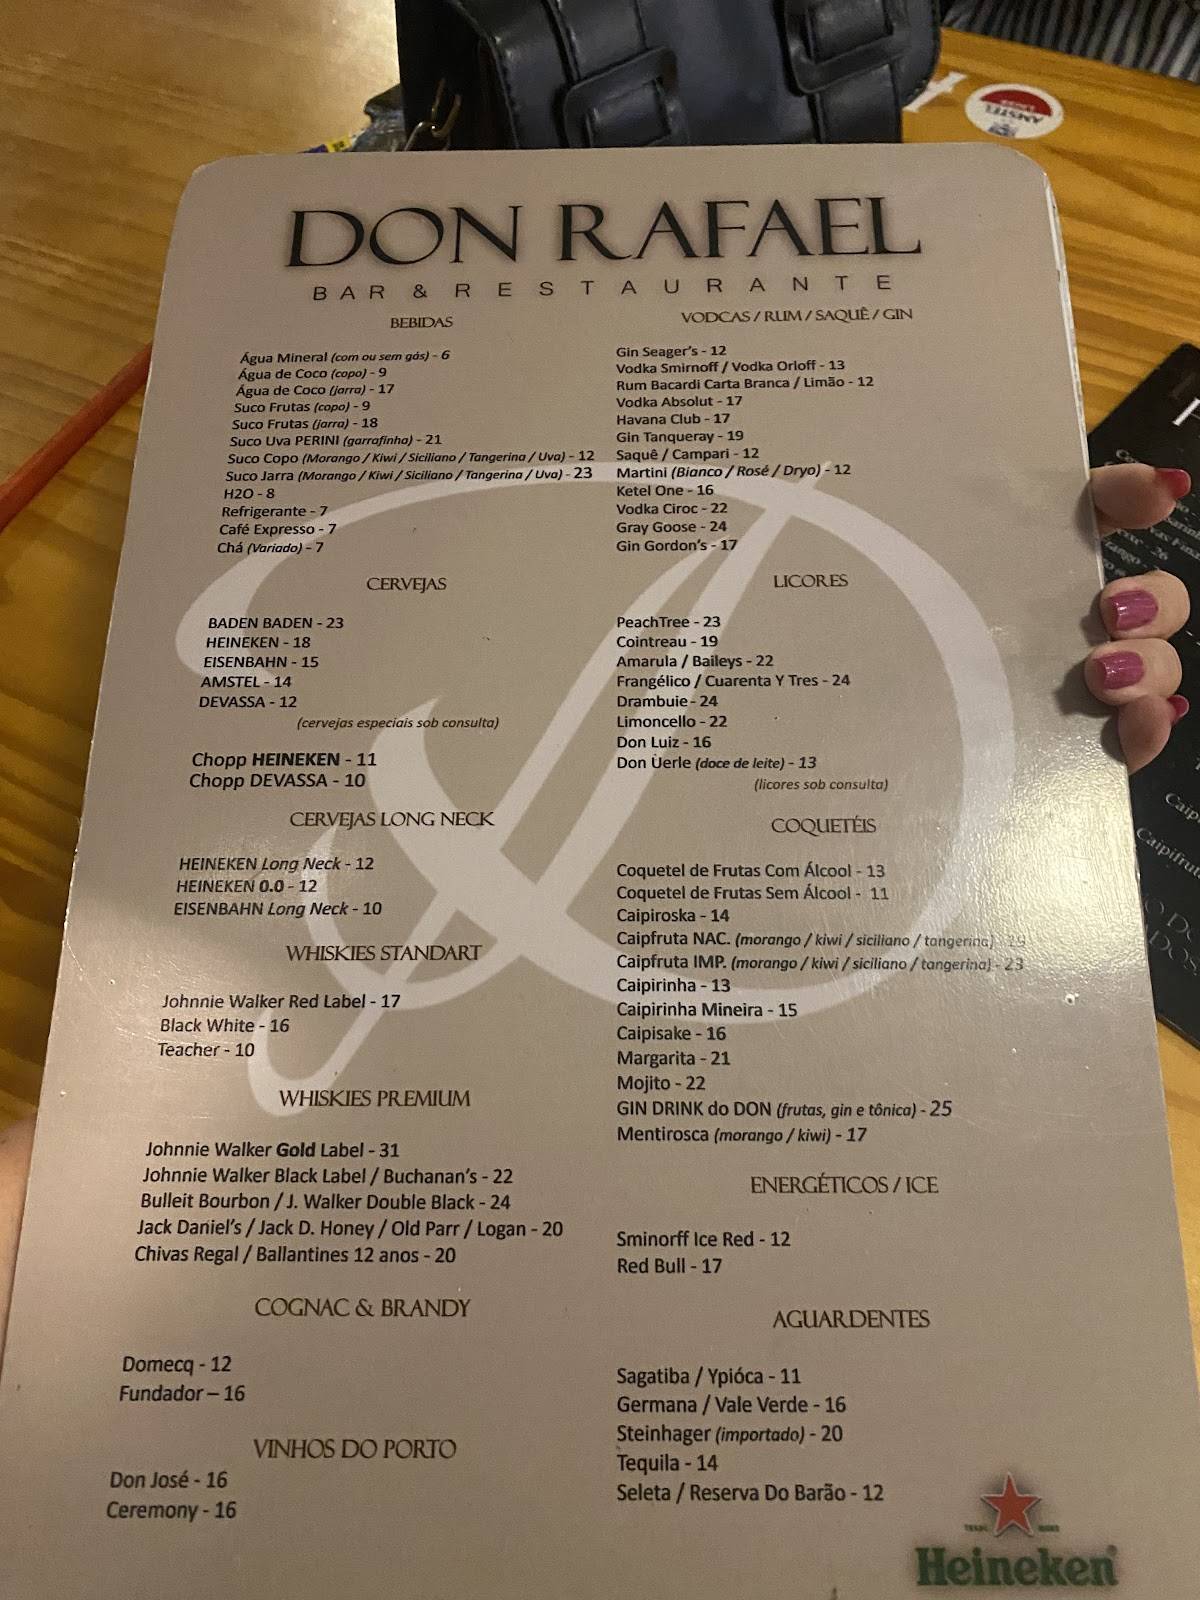 AMSTEL
LAGER
DON RAFAEL
BAR & RESTAURANTE
BEBIDAS
Água Mineral (com ou sem gás) - 6
Água de Coco (copo) - 9
Água de Coco (jarra) - 17
Suco Frutas (copo) - 9
Suco Frutas (jarra) - 18
Suco Uva PERINI (garrafinha) - 21
Suco Copo (Morango / Kiwi / Siciliano / Tangerina / Uva) - 12
Suco Jarra (Morango / Kiwi / Siciliano / Tangerina / Uva) - 23
H2O - 8
Refrigerante - 7
Café Expresso - 7
Chá (Variado) - 7
CERVEJAS
BADEN BADEN - 23
HEINEKEN - 18
EISENBAHN - 15
AMSTEL - 14
DEVASSA - 12
(cervejas especiais sob consulta)
Chopp HEINEKEN - 11
Chopp DEVASSA - 10
CERVEJAS LONG NECK
HEINEKEN Long Neck - 12
HEINEKEN 0.0 - 12
EISENBAHN Long Neck - 10
WHISKIES STANDART
Johnnie Walker Red Label - 17
Black White - 16
Teacher - 10
WHISKIES PREMIUM
Johnnie Walker Gold Label - 31
Johnnie Walker Black Label / Buchanan's - 22
Bulleit Bourbon / J. Walker Double Black - 24
Jack Daniel's / Jack D. Honey / Old Parr / Logan - 20
Chivas Regal / Ballantines 12 anos - 20
COGNAC & BRANDY
Domecq - 12
Fundador – 16
VINHOS DO PORTO
Don José - 16
Ceremony - 16
VODCAS / RUM / SAQUÊ / GIN
Gin Seager's - 12
Vodka Smirnoff / Vodka Orloff - 13
Rum Bacardi Carta Branca / Limão - 12
Vodka Absolut - 17
Havana Club - 17
Gin Tanqueray - 19
Saquê / Campari - 12
Martini (Bianco / Rosé / Dryo) - 12
Ketel One - 16
Vodka Ciroc - 22
Gray Goose - 24
Gin Gordon's - 17
LICORES
PeachTree - 23
Cointreau - 19
Amarula / Baileys - 22
Frangélico / Cuarenta Y Tres - 24
Drambuie - 24
Limoncello - 22
Don Luiz - 16
Don Uerle (doce de leite) - 13
(licores sob consulta)
COQUETÉIS
Coquetel de Frutas Com Álcool - 13
Coquetel de Frutas Sem Álcool - 11
Caipiroska - 14
Caipfruta NAC. (morango / kiwi / siciliano / tangerina) -
Caipfruta IMP. (morango / kiwi / siciliano / tangerina) - 23
Caipirinha - 13
Caipirinha Mineira - 15
Caipisake - 16
Margarita - 21
Mojito - 22
GIN DRINK do DON (frutas, gin e tônica) - 25
Mentirosca (morango / kiwi) - 17
ENERGÉTICOS / ICE
Sminorff Ice Red - 12
Red Bull - 17
AGUARDENTES
Sagatiba / Ypióca - 11
Germana / Vale Verde - 16
Steinhager (importado) - 20
Tequila - 14
Seleta / Reserva Do Barão - 12
Heineken